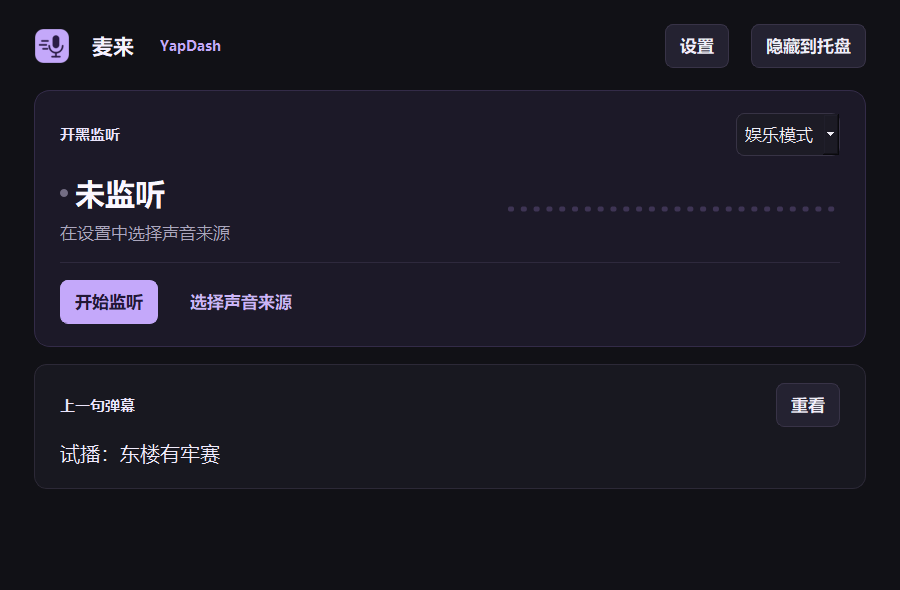 麦来 YapDash 设置 隐藏到托盘
开黑监听 娱乐模式
未监听
在设置中选择声音来源
开始监听 选择声音来源
上一句弹幕 重看
试播：东楼有牢赛